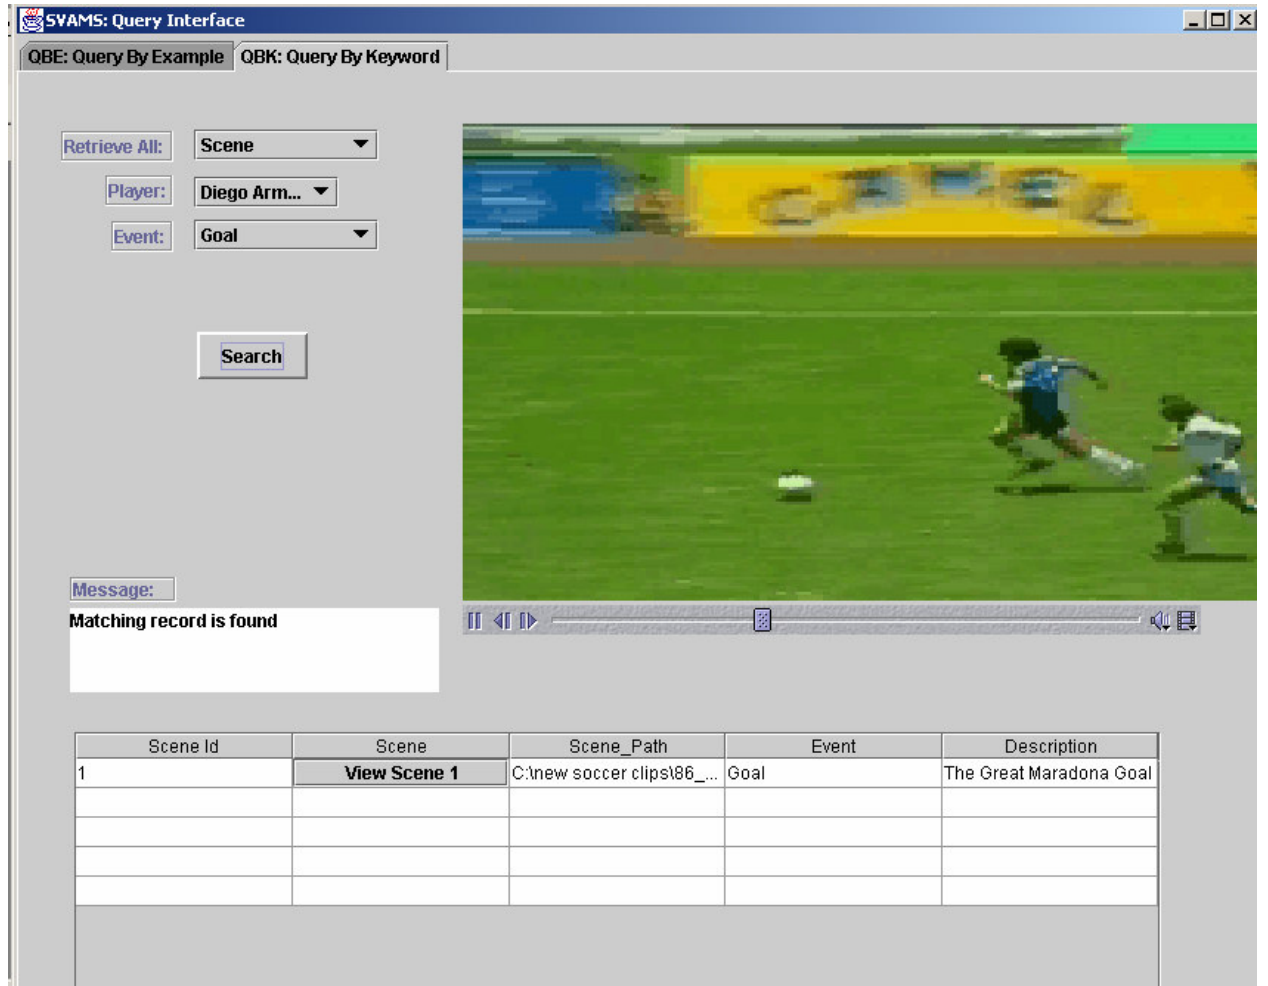 SVAMS: Query Interface
QBE: Query By Example
QBK: Query By Keyword
Retrieve All:
Scene
Player:
Diego Arm...
Event:
Goal
Search
Message:
Matching record is found
Scene Id
Scene
Scene_Path
Event
Description
1
View Scene 1
C:\new soccer clips\86_...
Goal
The Great Maradona Goal